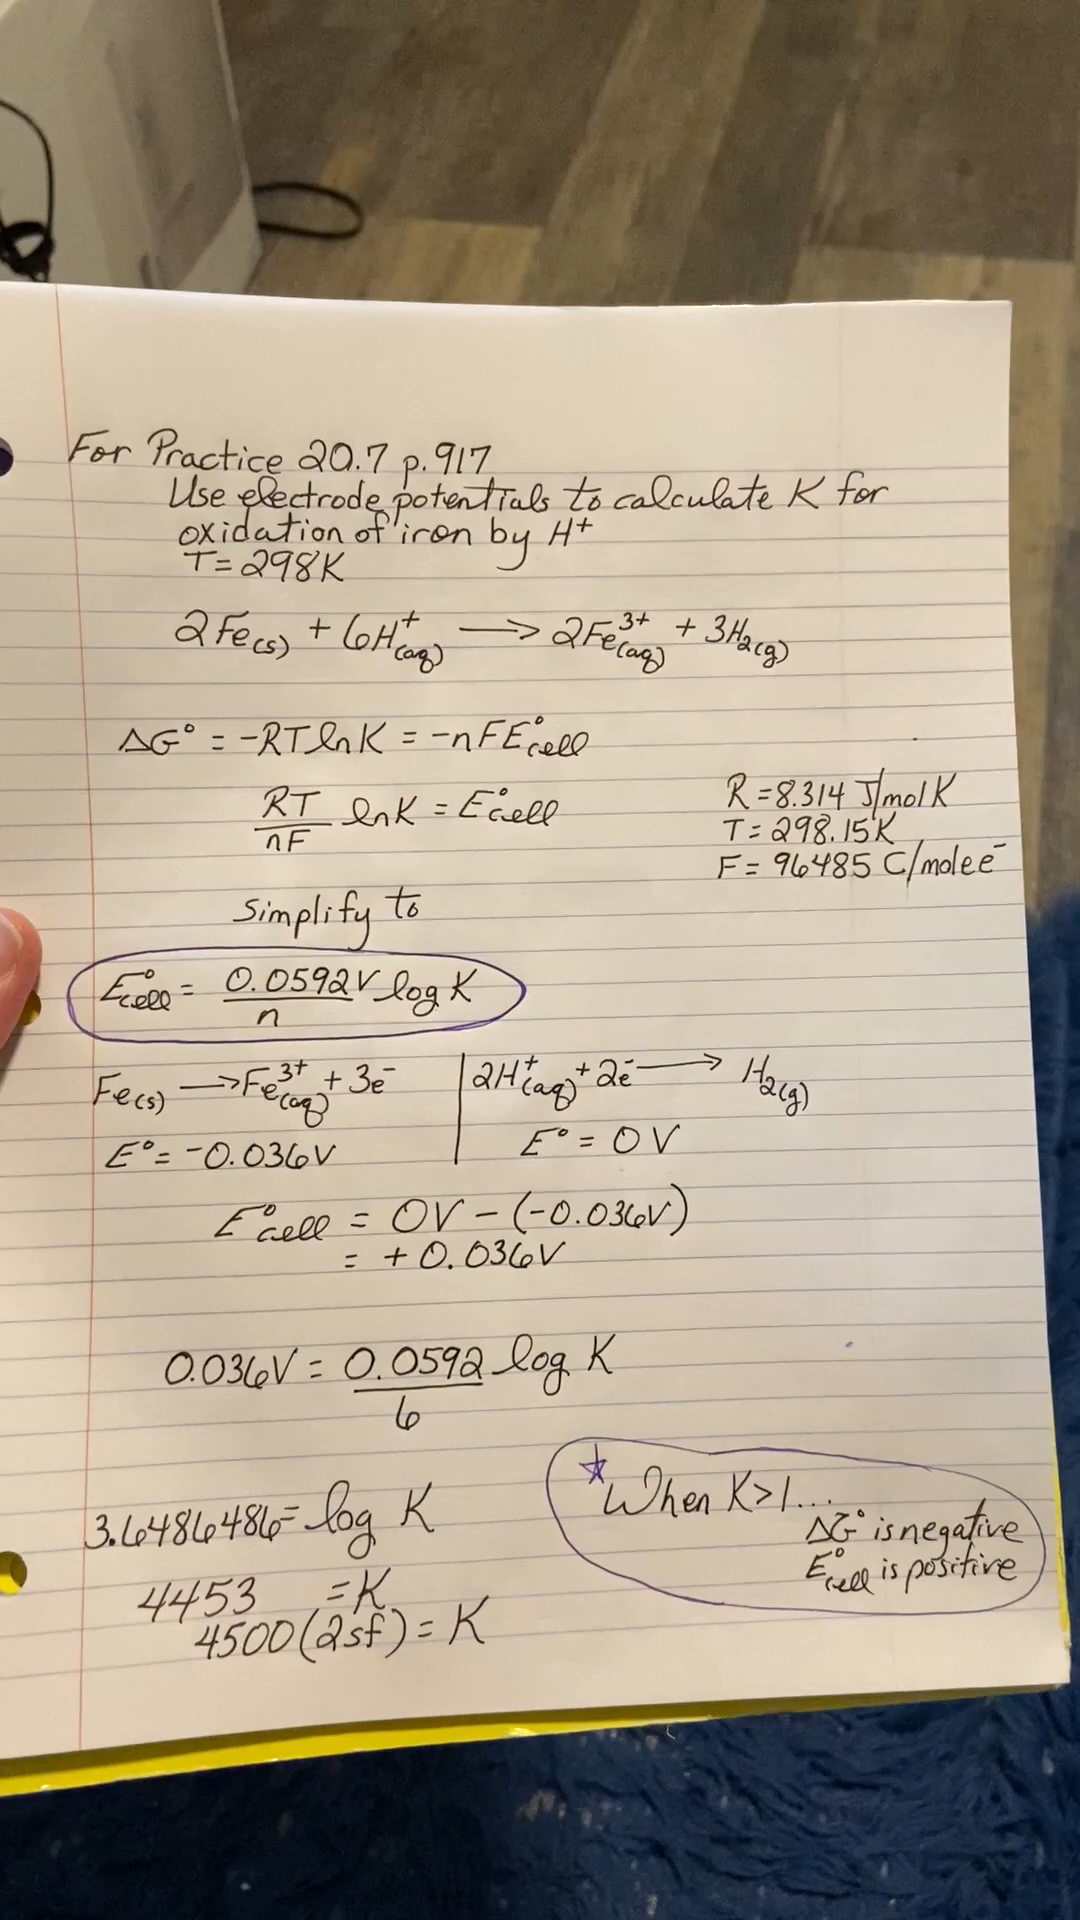 For Practice 20.7 p.917
Use electrode potentials to calculate K for
oxidation of iron by H⁺
T=298K
2Fe(s) + 6H⁺(aq) → 2Fe³⁺(aq) + 3H₂(g)
ΔG° = -RT lnK = -nFE°cell
RT/nF lnK = E°cell
R = 8.314 J/mol K
T = 298.15K
F = 96485 C/mole e⁻
Simplify to
E°cell = 0.0592V/n log K
Fe(s) → Fe³⁺(aq) + 3e⁻ | 2H⁺(aq) + 2e⁻ → H₂(g)
E° = -0.036V | E° = 0V
E°cell = 0V - (-0.036V)
= + 0.036V
0.036V = 0.0592/6 log K
3.6486486 = log K
4453 = K
4500 (2sf) = K
☆ When K>1...
ΔG° is negative
E°cell is positive